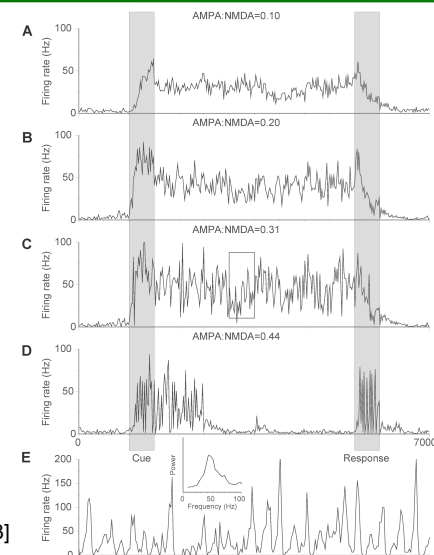 AMPA:NMDA=0.10
A
100
50
0
Firing rate (Hz)
AMPA:NMDA=0.20
B
100
50
0
Firing rate (Hz)
AMPA:NMDA=0.31
C
100
50
0
Firing rate (Hz)
AMPA:NMDA=0.44
D
100
50
0
Firing rate (Hz)
0
7000
Cue
Response
E
200
150
100
50
0
Firing rate (Hz)
Power
0
50
100
Frequency (Hz)
3]